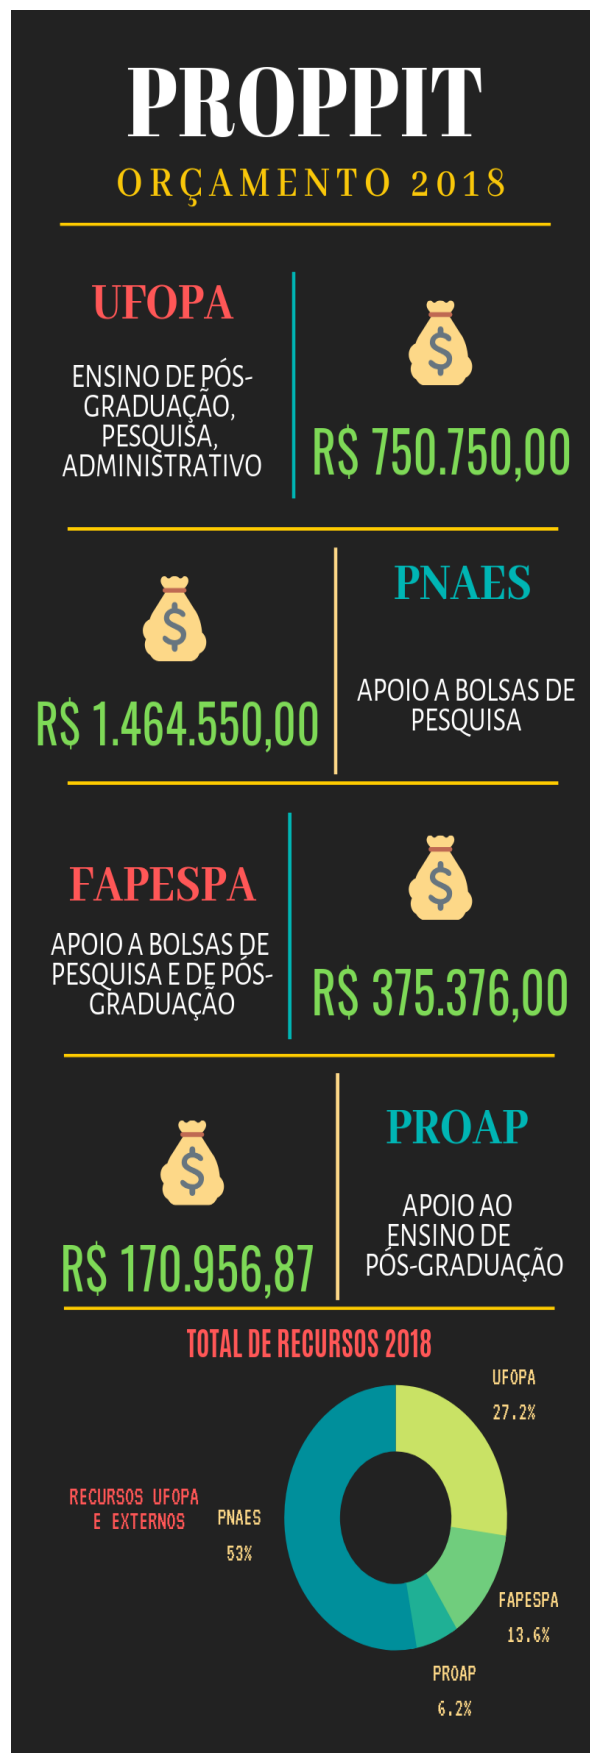 PROPPIT
ORÇAMENTO 2018
UFOPA
ENSINO DE PÓS-
GRADUAÇÃO,
PESQUISA,
ADMINISTRATIVO
$
R$ 750.750,00
$
R$ 1.464.550,00
PNAES
APOIO A BOLSAS DE
PESQUISA
FAPESPA
APOIO A BOLSAS DE
PESQUISA E DE PÓS-
GRADUAÇÃO
$
R$ 375.376,00
$
R$ 170.956,87
PROAP
APOIO AO
ENSINO DE
PÓS-GRADUAÇÃO
TOTAL DE RECURSOS 2018
UFOPA
27.2%
RECURSOS UFOPA
E EXTERNOS
PNAES
53%
FAPESPA
13.6%
PROAP
6.2%